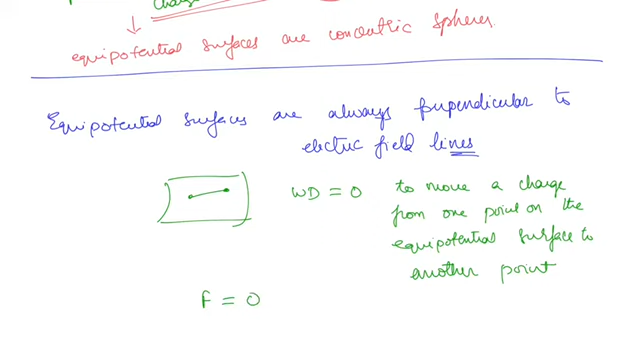 charge
equipotential surfaces are concentric spheres
Equipotential surfaces are always perpendicular to
electric field lines
WD = 0 to move a charge
from one point on the
equipotential surface to
another point
F = 0